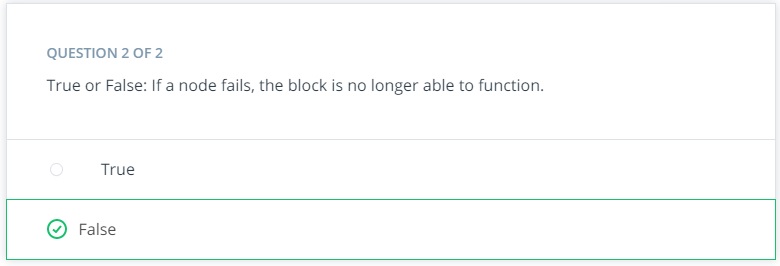 QUESTION 2 OF 2
True or False: If a node fails, the block is no longer able to function.
True
False